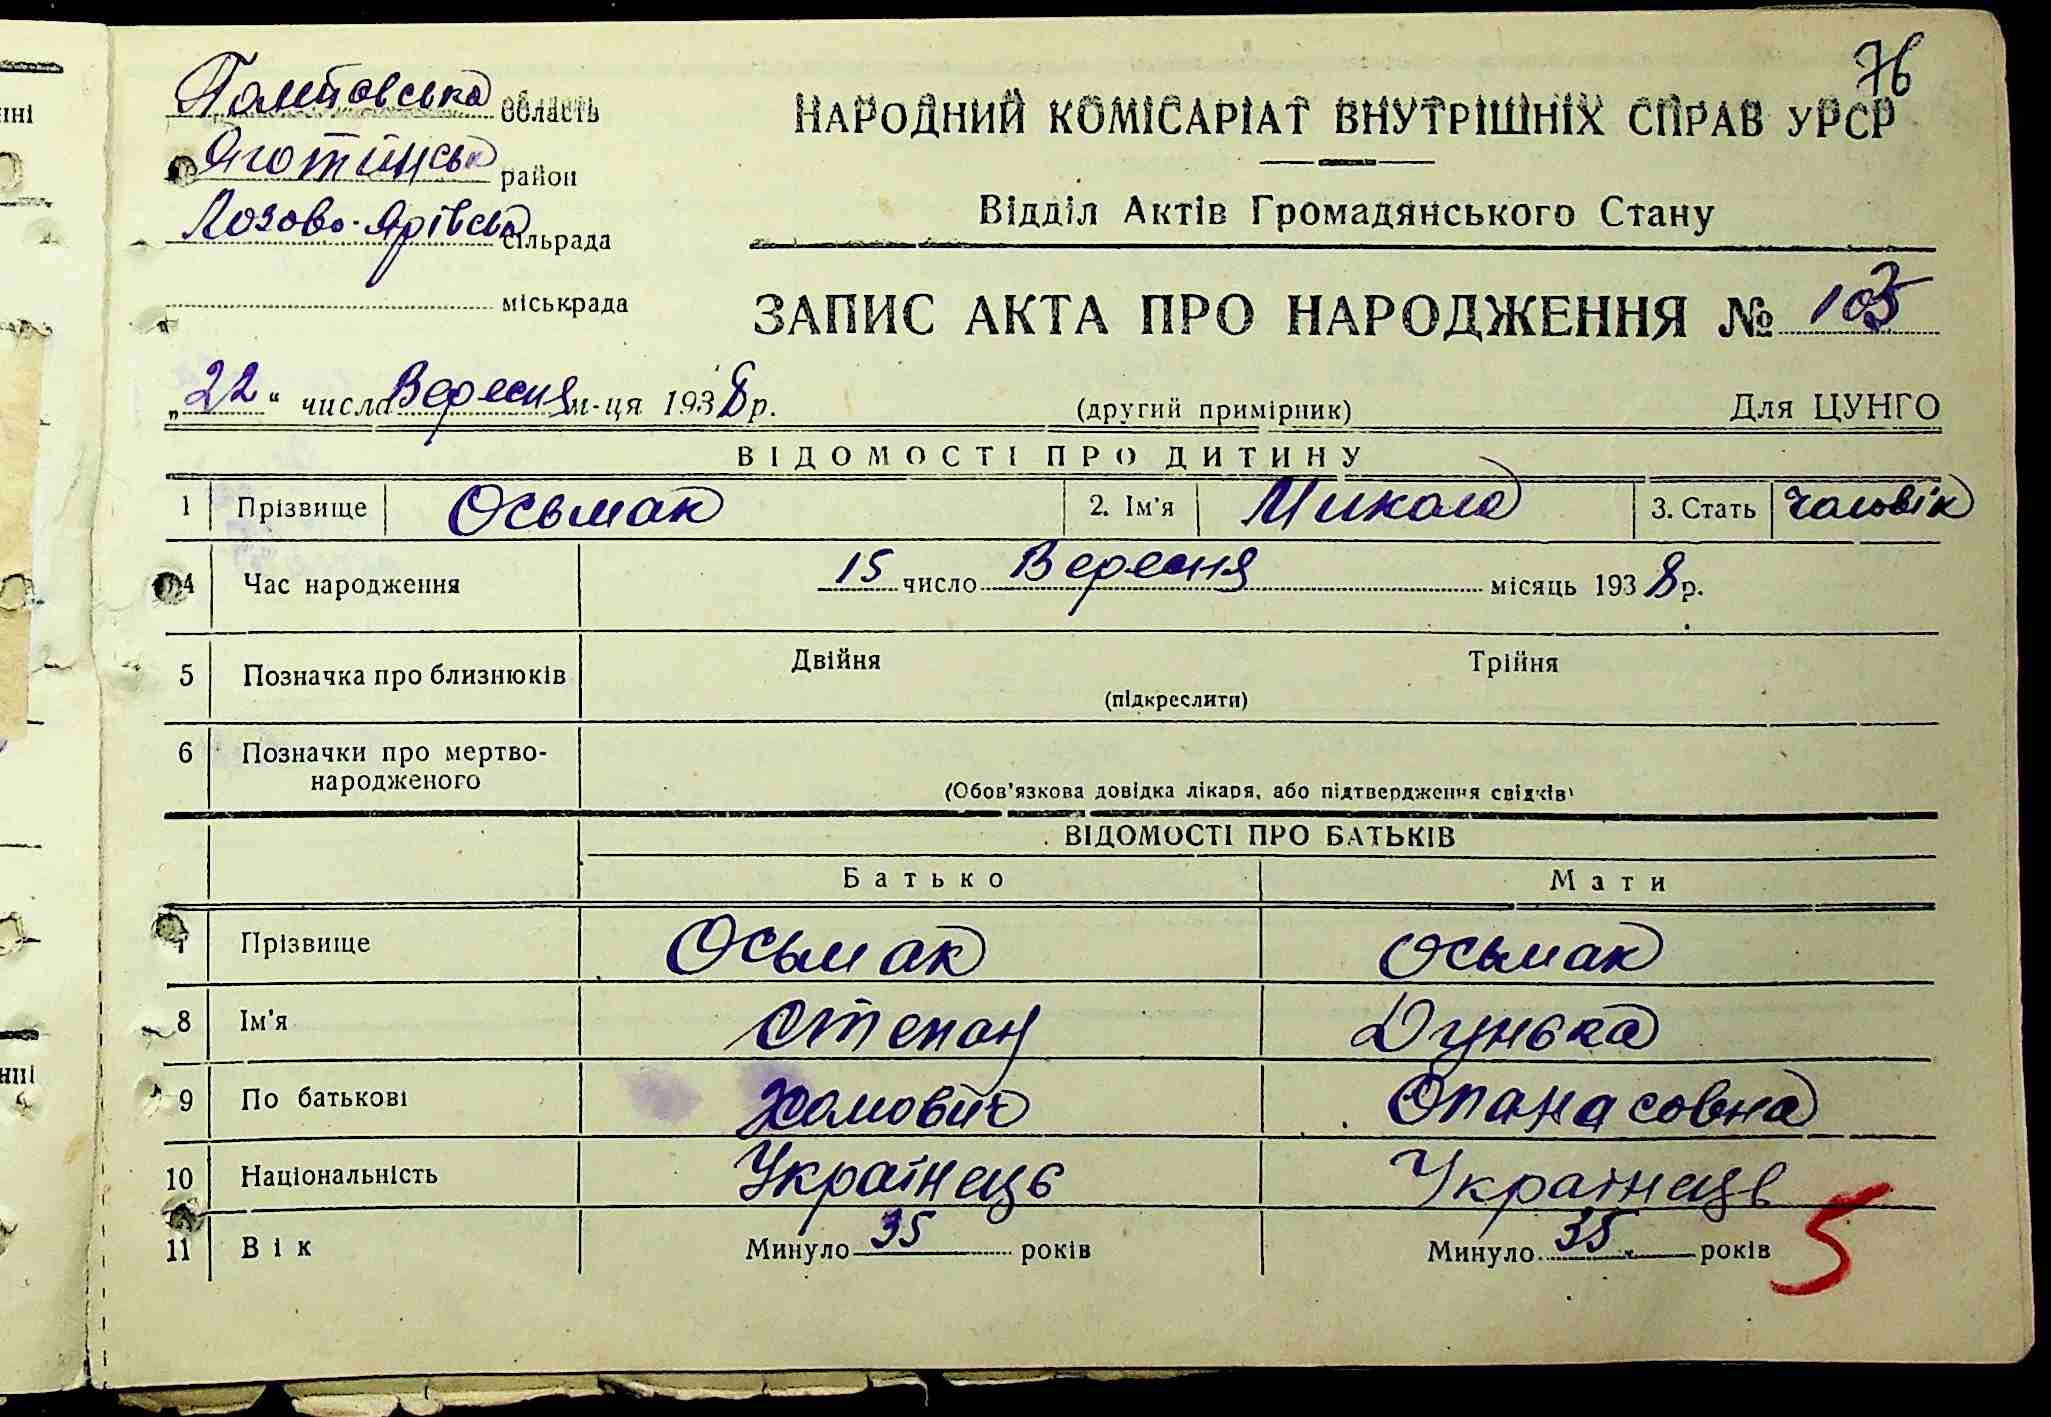 76
Полтовська область
Яготинськ район
Лозово-Ярівська сільрада
міськрада
НАРОДНИЙ КОМІСАРІАТ ВНУТРІШНІХ СПРАВ УРСР
Відділ Актів Громадянського Стану
ЗАПИС АКТА ПРО НАРОДЖЕННЯ № 105
„22" числа Вересня м-ця 1938 р. (другий примірник) Для ЦУНГО
ВІДОМОСТІ ПРО ДИТИНУ
1 Прізвище Осьмак 2. Ім'я Микола 3. Стать чоловік
4 Час народження 15 число Вересня місяць 1938 р.
5 Позначка про близнюків Двійня Трійня
(підкреслити)
6 Позначки про мертво-
народженого
(Обов'язкова довідка лікаря, або підтвердження свідків)
ВІДОМОСТІ ПРО БАТЬКІВ
Батько Мати
7 Прізвище Осьмак Осьмак
8 Ім'я Степан Дунька
9 По батькові Хомович Опанасовна
10 Національність Українець Українець
11 Вік Минуло 35 років Минуло 35 років
5